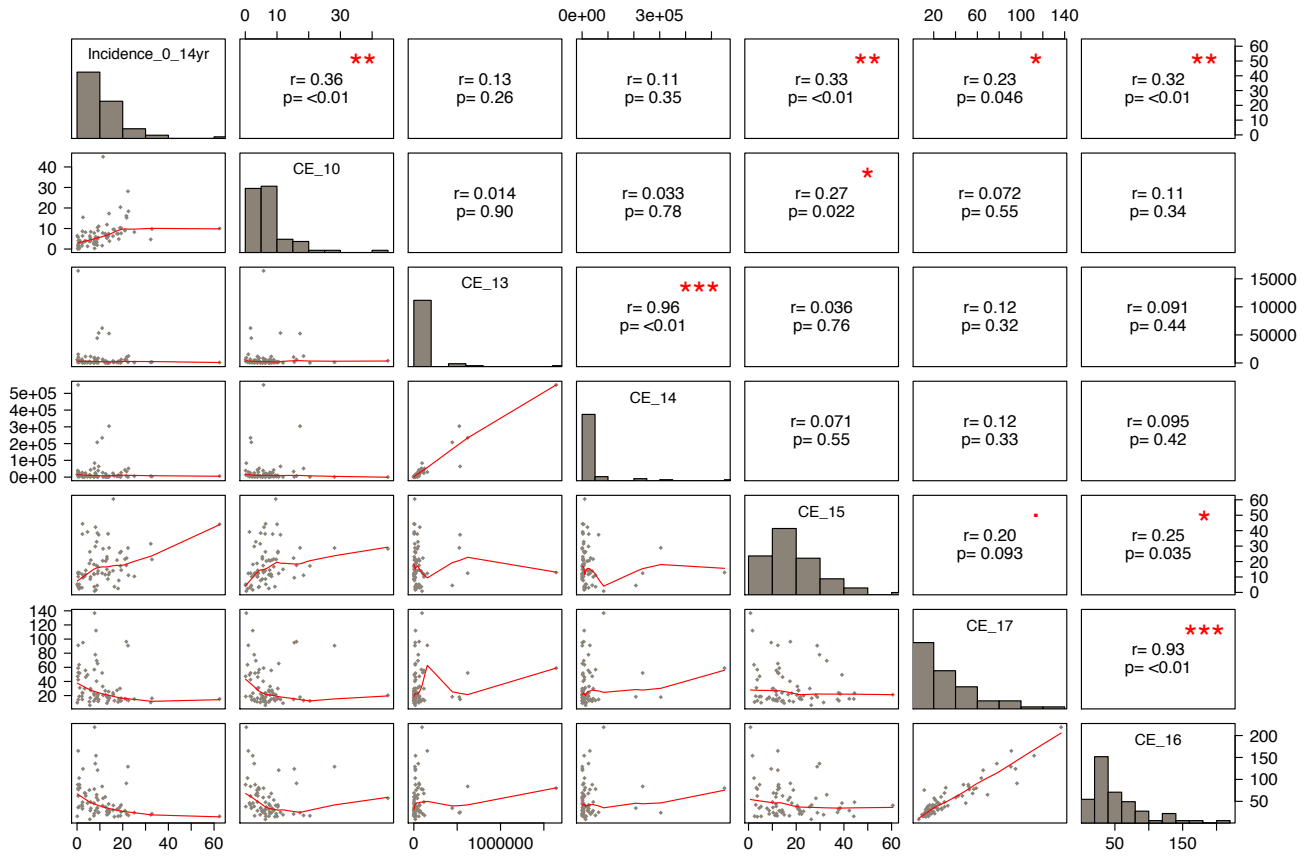 0 10 30
0e+00 3e+05
20 60 100 140
Incidence_0_14yr
**
r= 0.36
p= <0.01
r= 0.13
p= 0.26
r= 0.11
p= 0.35
**
r= 0.33
p= <0.01
*
r= 0.23
p= 0.046
**
r= 0.32
p= <0.01
60
50
40
30
20
10
0
40
30
20
10
0
CE_10
r= 0.014
p= 0.90
r= 0.033
p= 0.78
*
r= 0.27
p= 0.022
r= 0.072
p= 0.55
r= 0.11
p= 0.34
CE_13
***
r= 0.96
p= <0.01
r= 0.036
p= 0.76
r= 0.12
p= 0.32
r= 0.091
p= 0.44
15000
10000
50000
0
5e+05
4e+05
3e+05
2e+05
1e+05
0e+00
CE_14
r= 0.071
p= 0.55
r= 0.12
p= 0.33
r= 0.095
p= 0.42
CE_15
.
r= 0.20
p= 0.093
*
r= 0.25
p= 0.035
60
50
40
30
20
10
0
140
120
100
80
60
40
20
CE_17
***
r= 0.93
p= <0.01
CE_16
200
150
100
50
0 20 40 60
0 1000000
0 20 40 60
50 150